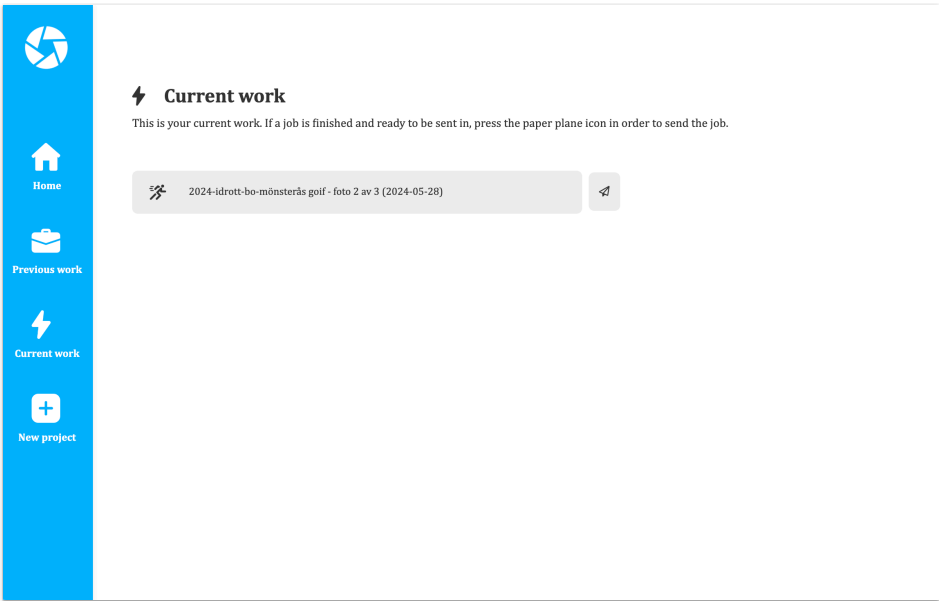 Current work
This is your current work. If a job is finished and ready to be sent in, press the paper plane icon in order to send the job.
2024-idrott-bo-mönsterås goif - foto 2 av 3 (2024-05-28)
Home
Previous work
Current work
New project